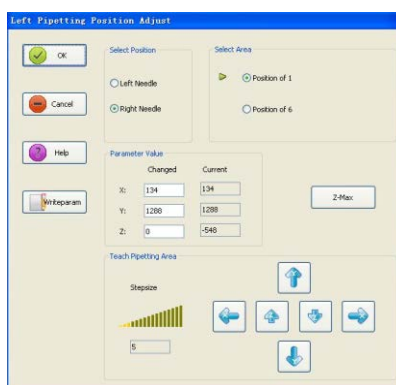 Left Pipetting Position Adjust
OK
Cancel
Help
Writeparam
Select Position
Left Needle
Right Needle
Select Area
Position of 1
Position of 6
Parameter Value
Changed Current
X: 134 134
Y: 1288 1288
Z: 0 -548
Z-Max
Teach Pipetting Area
Stepsize
5